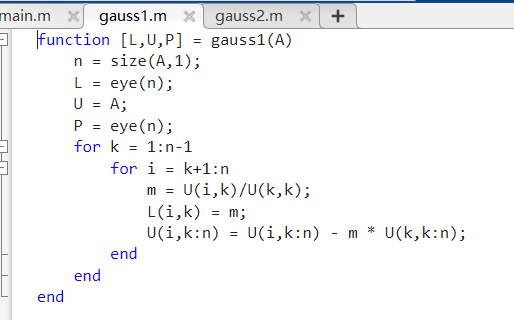 main.m gauss1.m gauss2.m
function [L,U,P] = gauss1(A)
n = size(A,1);
L = eye(n);
U = A;
P = eye(n);
for k = 1:n-1
for i = k+1:n
m = U(i,k)/U(k,k);
L(i,k) = m;
U(i,k:n) = U(i,k:n) - m * U(k,k:n);
end
end
end